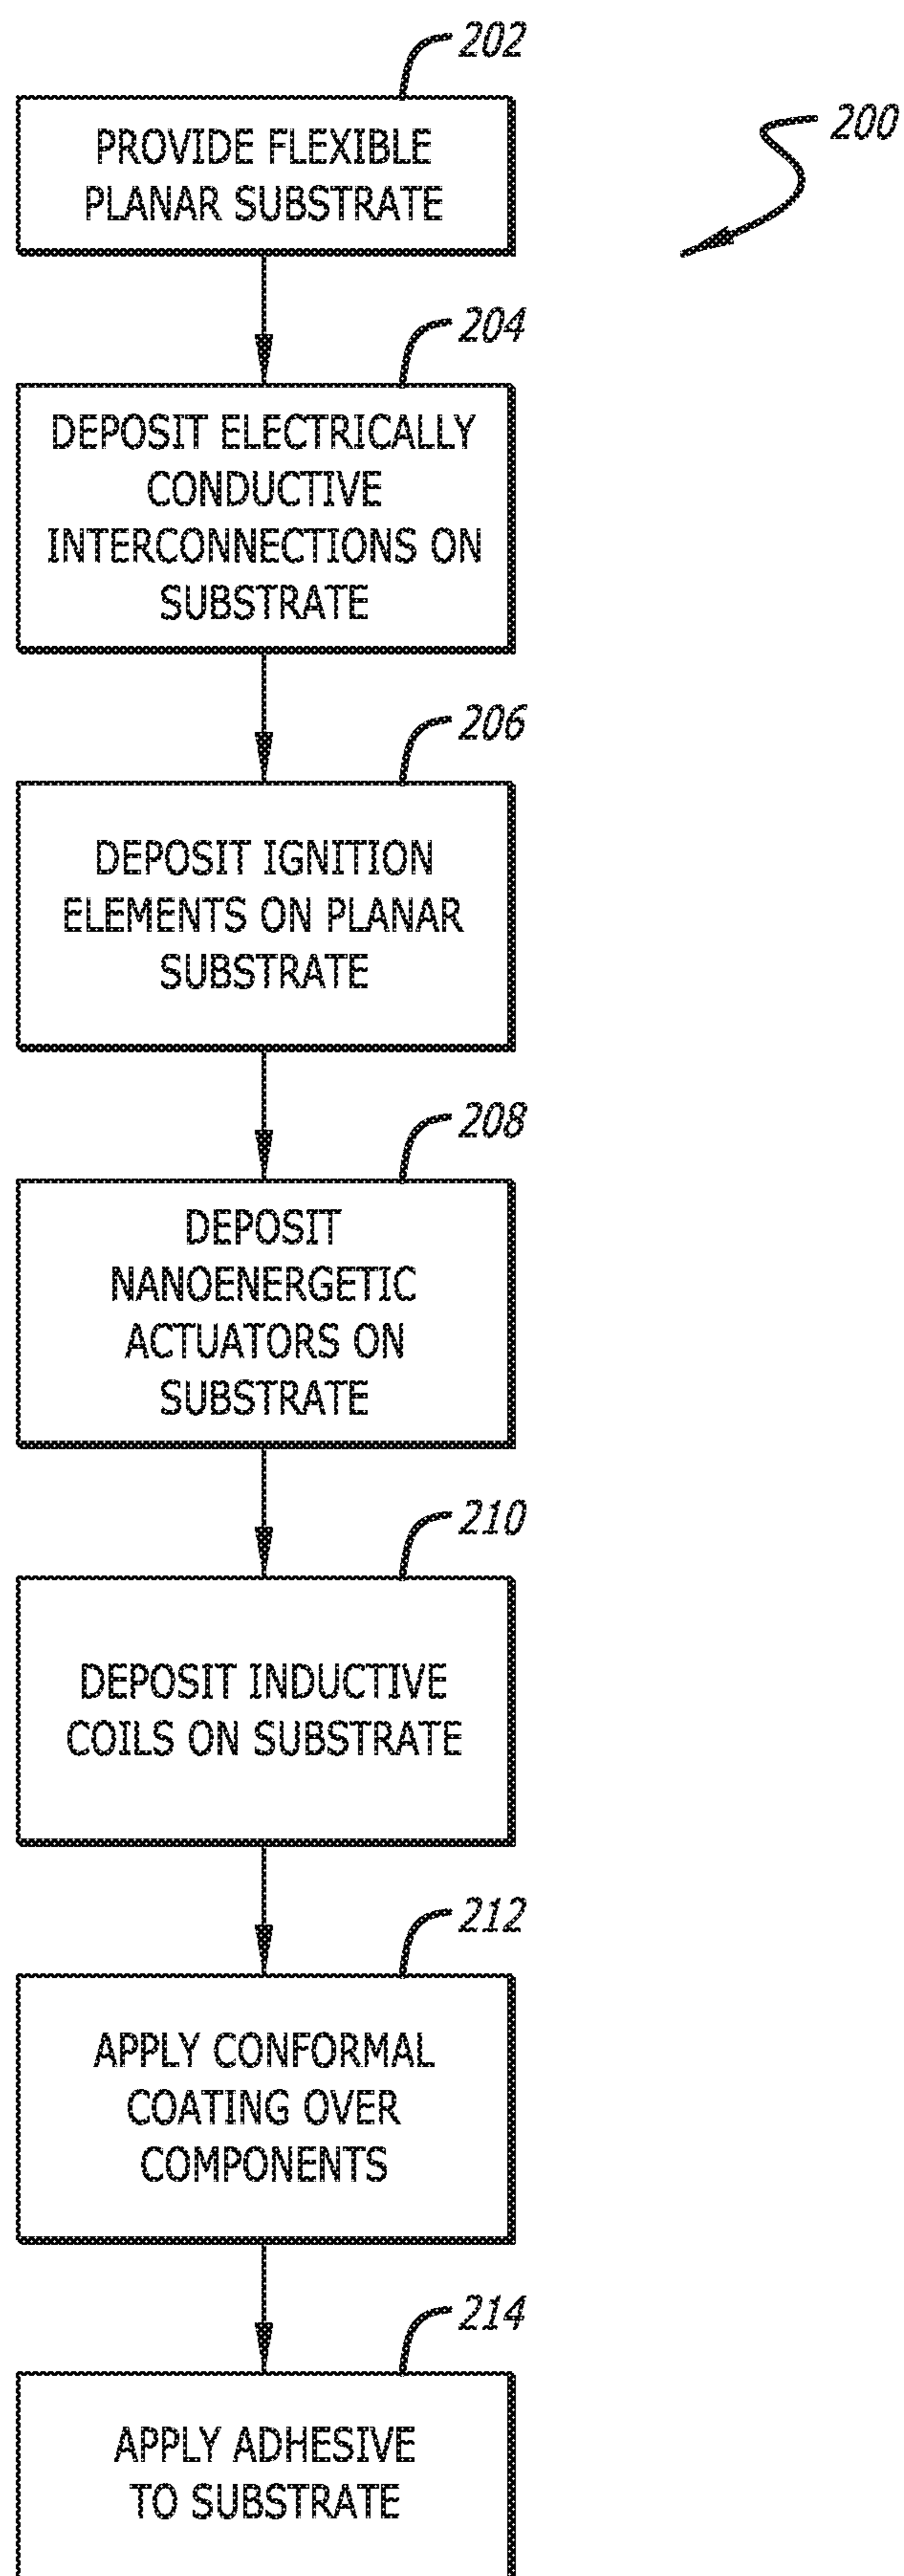 202
200
PROVIDE FLEXIBLE
PLANAR SUBSTRATE
204
DEPOSIT ELECTRICALLY
CONDUCTIVE
INTERCONNECTIONS ON
SUBSTRATE
206
DEPOSIT IGNITION
ELEMENTS ON PLANAR
SUBSTRATE
208
DEPOSIT
NANOENERGETIC
ACTUATORS ON
SUBSTRATE
210
DEPOSIT INDUCTIVE
COILS ON SUBSTRATE
212
APPLY CONFORMAL
COATING OVER
COMPONENTS
214
APPLY ADHESIVE
TO SUBSTRATE